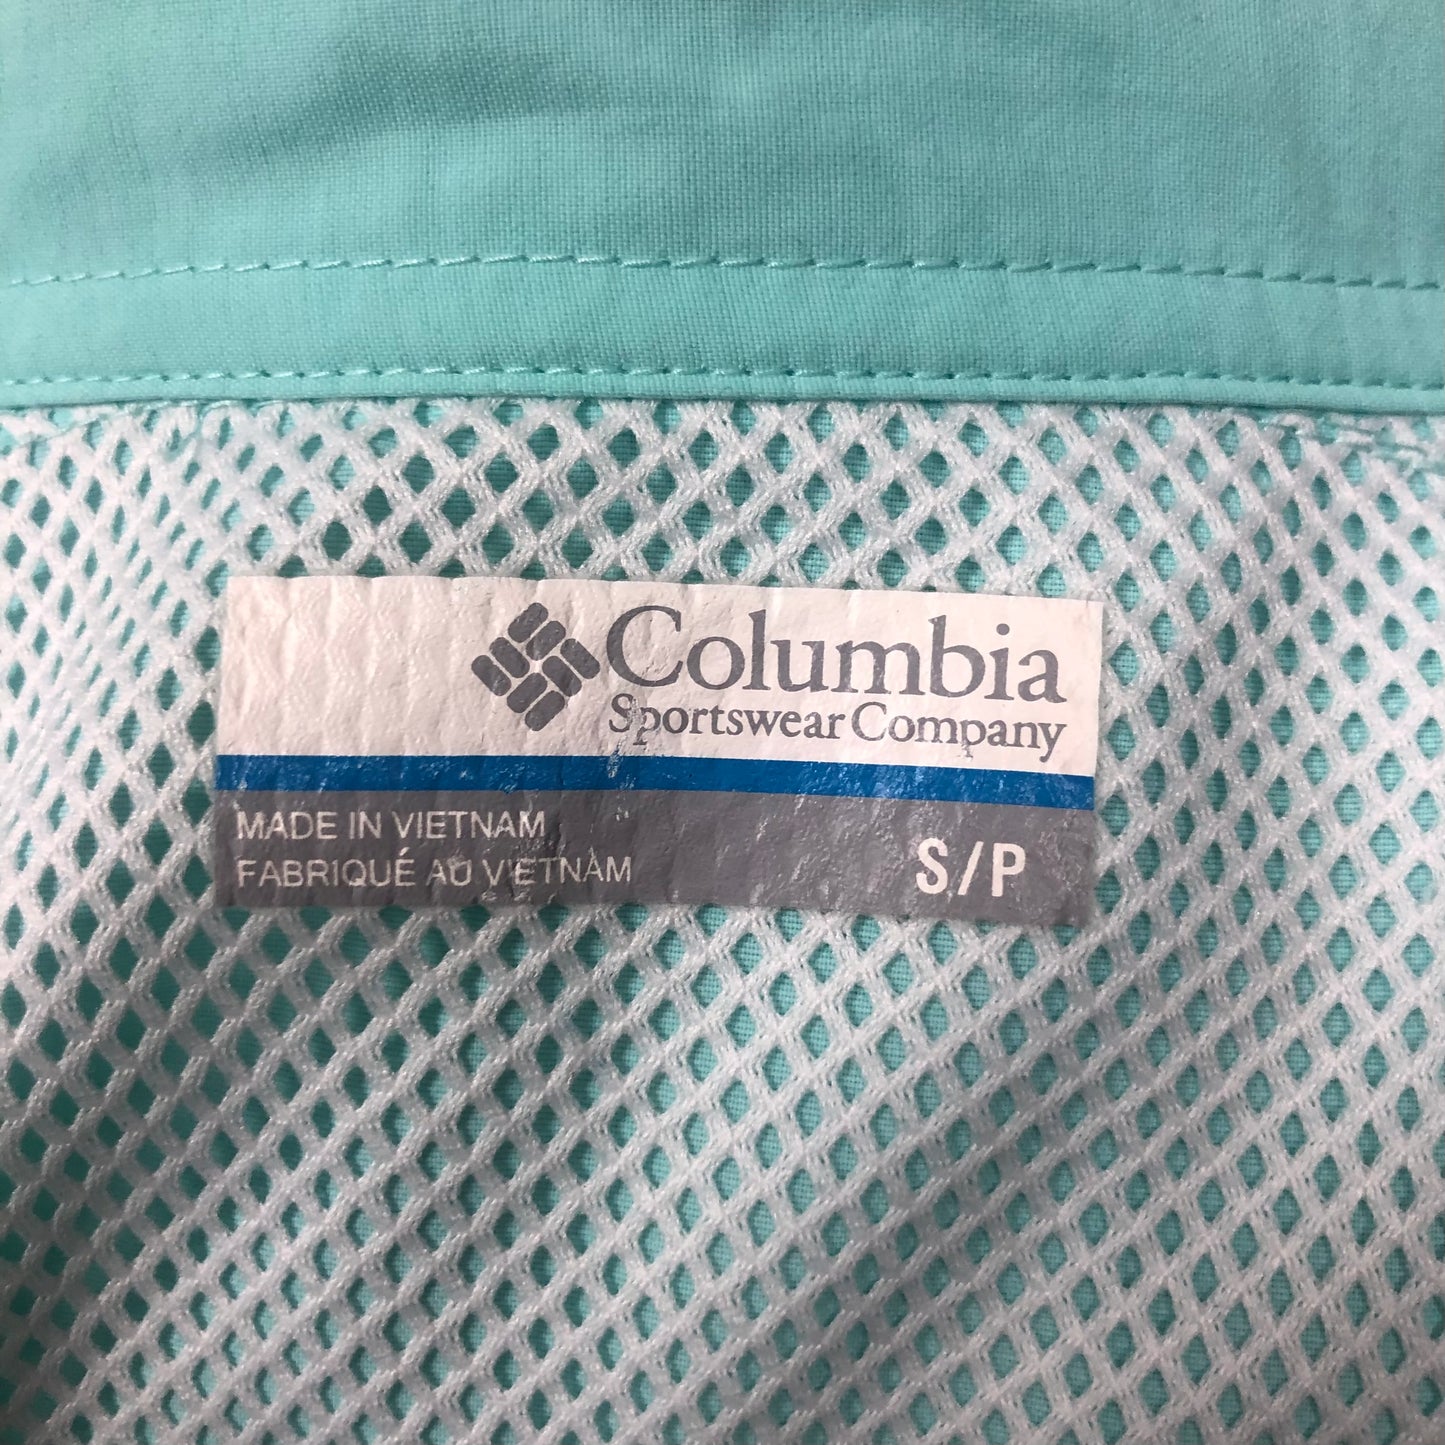 Columbia
Sportswear Company
MADE IN VIETNAM
FABRIQUÉ AU VIETNAM
S/P